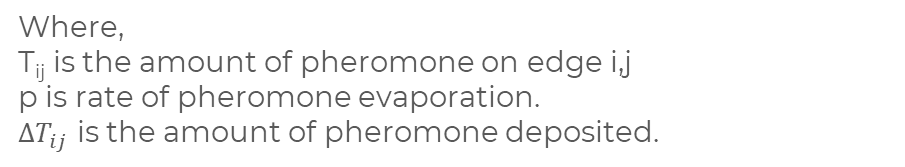 Where,
Tij is the amount of pheromone on edge i,j
p is rate of pheromone evaporation.
ΔTij is the amount of pheromone deposited.